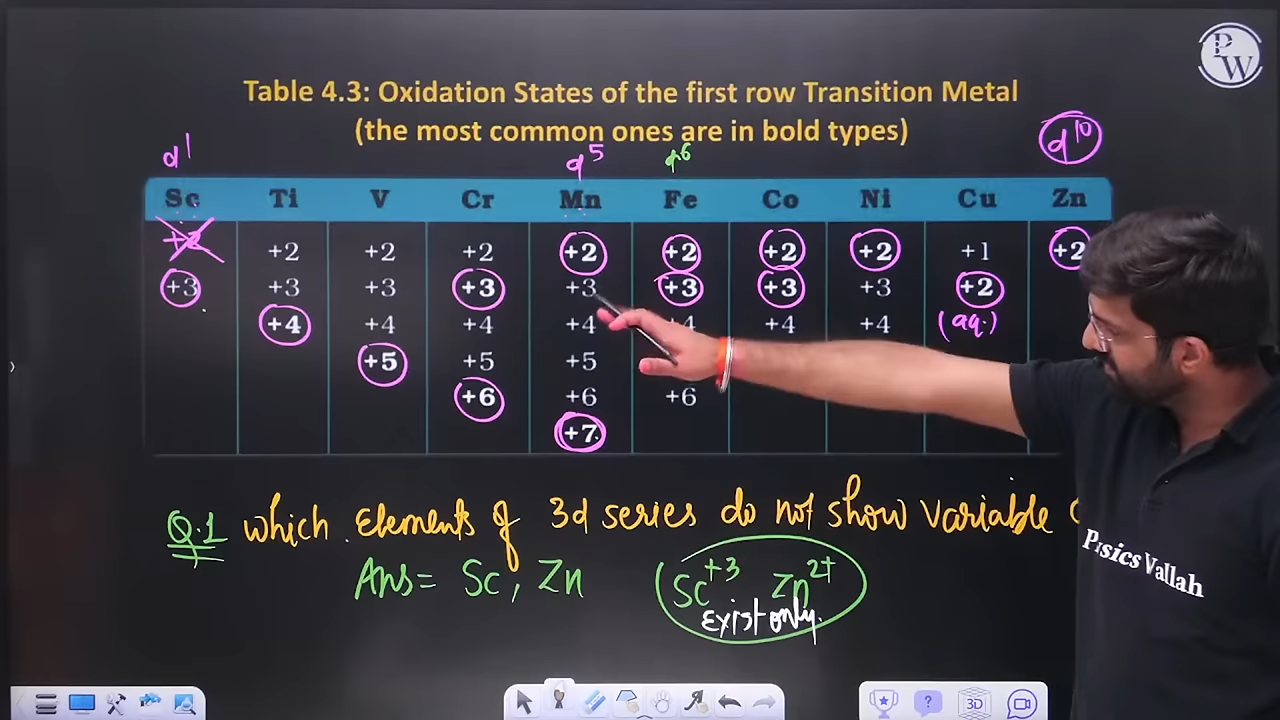 PW
Table 4.3: Oxidation States of the first row Transition Metal
(the most common ones are in bold types)
d¹ d⁵ d⁶ d¹⁰
Sc Ti V Cr Mn Fe Co Ni Cu Zn
+2 +2 +2 +2 +2 +2 +2 +2 +1 +2
+3 +3 +3 +3 +3 +3 +3 +3 +2
+4 +4 +4 +4 +4 +4 +4 (aq.)
+5 +5 +5
+6 +6 +6
+7
Q.1 which Elements of 3d series do not show variable
Ans = Sc, Zn Sc⁺³ Zn²⁺
Exist only.
Physics Vallah
3D